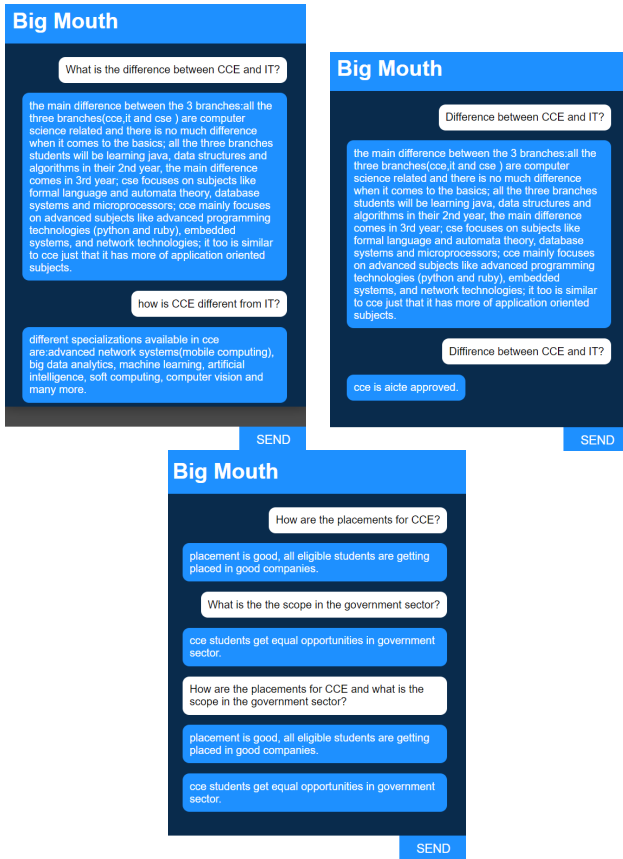 Big Mouth
What is the difference between CCE and IT?
the main difference between the 3 branches:all the
three branches(cce,it and cse ) are computer
science related and there is no much difference
when it comes to the basics; all the three branches
students will be learning java, data structures and
algorithms in their 2nd year, the main difference
comes in 3rd year; cse focuses on subjects like
formal language and automata theory, database
systems and microprocessors; cce mainly focuses
on advanced subjects like advanced programming
technologies (python and ruby), embedded
systems, and network technologies; it too is similar
to cce just that it has more of application oriented
subjects.
how is CCE different from IT?
different specializations available in cce
are:advanced network systems(mobile computing),
big data analytics, machine learning, artificial
intelligence, soft computing, computer vision and
many more.
SEND
Big Mouth
Difference between CCE and IT?
the main difference between the 3 branches:all the
three branches(cce,it and cse ) are computer
science related and there is no much difference
when it comes to the basics; all the three branches
students will be learning java, data structures and
algorithms in their 2nd year, the main difference
comes in 3rd year; cse focuses on subjects like
formal language and automata theory, database
systems and microprocessors; cce mainly focuses
on advanced subjects like advanced programming
technologies (python and ruby), embedded
systems, and network technologies; it too is similar
to cce just that it has more of application oriented
subjects.
Diffirence between CCE and IT?
cce is aicte approved.
SEND
Big Mouth
How are the placements for CCE?
placement is good, all eligible students are getting
placed in good companies.
What is the the scope in the government sector?
cce students get equal opportunities in government
sector.
How are the placements for CCE and what is the
scope in the government sector?
placement is good, all eligible students are getting
placed in good companies.
cce students get equal opportunities in government
sector.
SEND